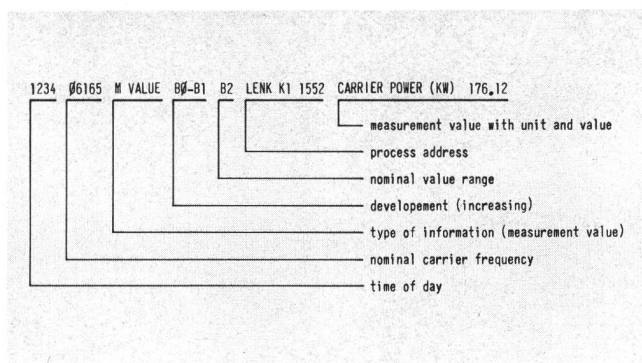 1234 Ø6165 M VALUE BØ-B1 B2 LENK K1 1552 CARRIER POWER (KW) 176.12
measurement value with unit and value
process address
nominal value range
developement (increasing)
type of information (measurement value)
nominal carrier frequency
time of day